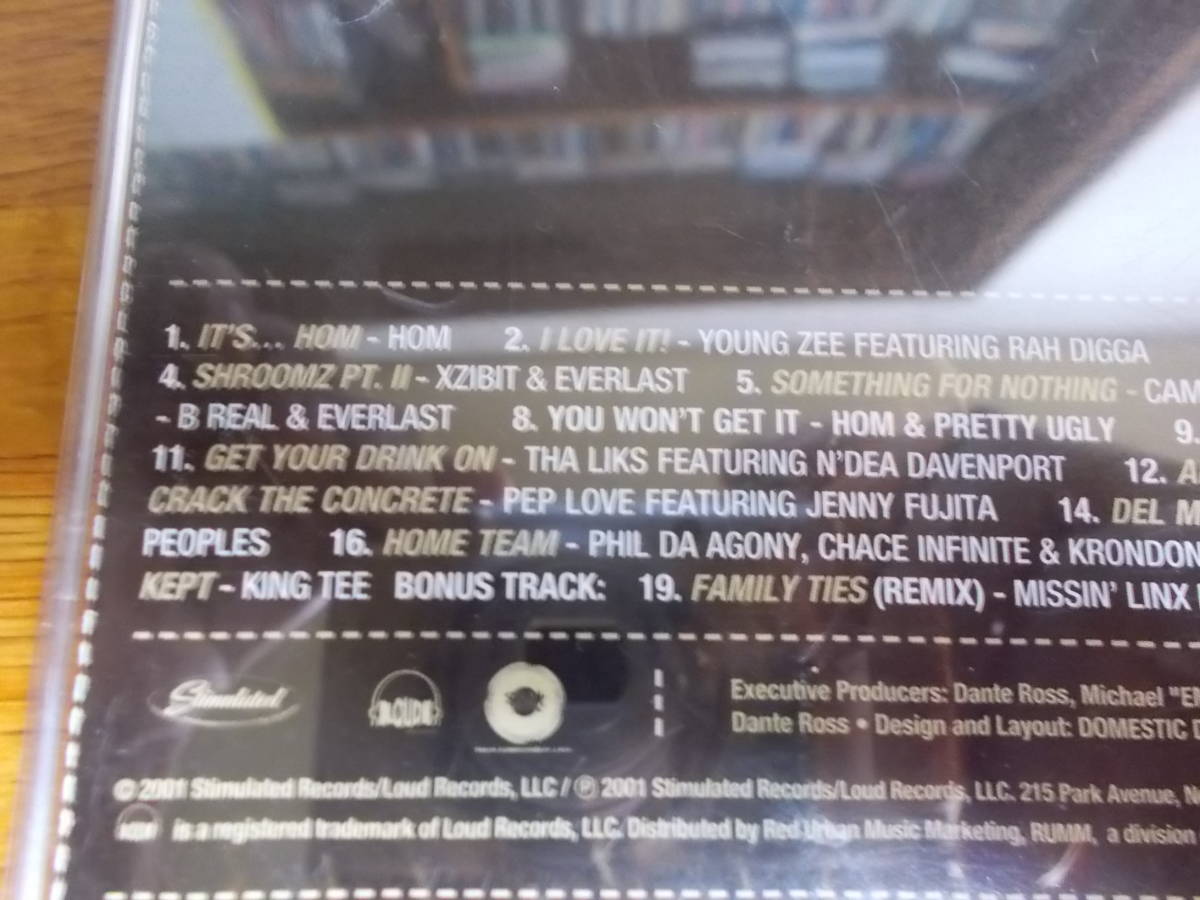 1. IT'S... HOM - HOM 2. I LOVE IT! - YOUNG ZEE FEATURING RAH DIGGA
4. SHROOMZ PT. II - XZIBIT & EVERLAST 5. SOMETHING FOR NOTHING - CAM
- B REAL & EVERLAST 8. YOU WON'T GET IT - HOM & PRETTY UGLY 9.
11. GET YOUR DRINK ON - THA LIKS FEATURING N'DEA DAVENPORT 12. A
CRACK THE CONCRETE - PEP LOVE FEATURING JENNY FUJITA 14. DEL M
PEOPLES 16. HOME TEAM - PHIL DA AGONY, CHACE INFINITE & KRONDON
KEPT - KING TEE BONUS TRACK: 19. FAMILY TIES (REMIX) - MISSIN' LINX
Stimulated LOUD
Executive Producers: Dante Ross, Michael "E
Dante Ross • Design and Layout: DOMESTIC
© 2001 Stimulated Records/Loud Records, LLC / ℗ 2001 Stimulated Records/Loud Records, LLC. 215 Park Avenue, N
LOUD is a registered trademark of Loud Records, LLC. Distributed by Red Urban Music Marketing, RUMM, a division